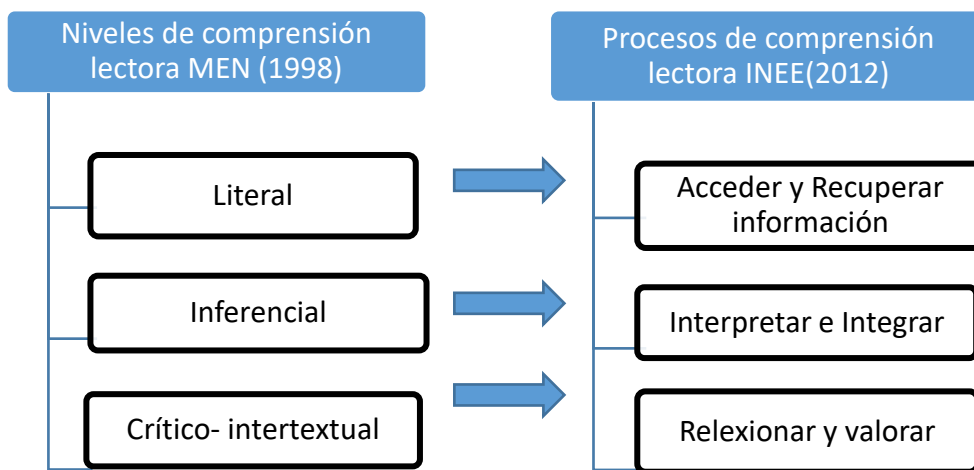 Niveles de comprensión
lectora MEN (1998)
Literal
Inferencial
Crítico- intertextual
Procesos de comprensión
lectora INEE(2012)
Acceder y Recuperar
información
Interpretar e Integrar
Relexionar y valorar